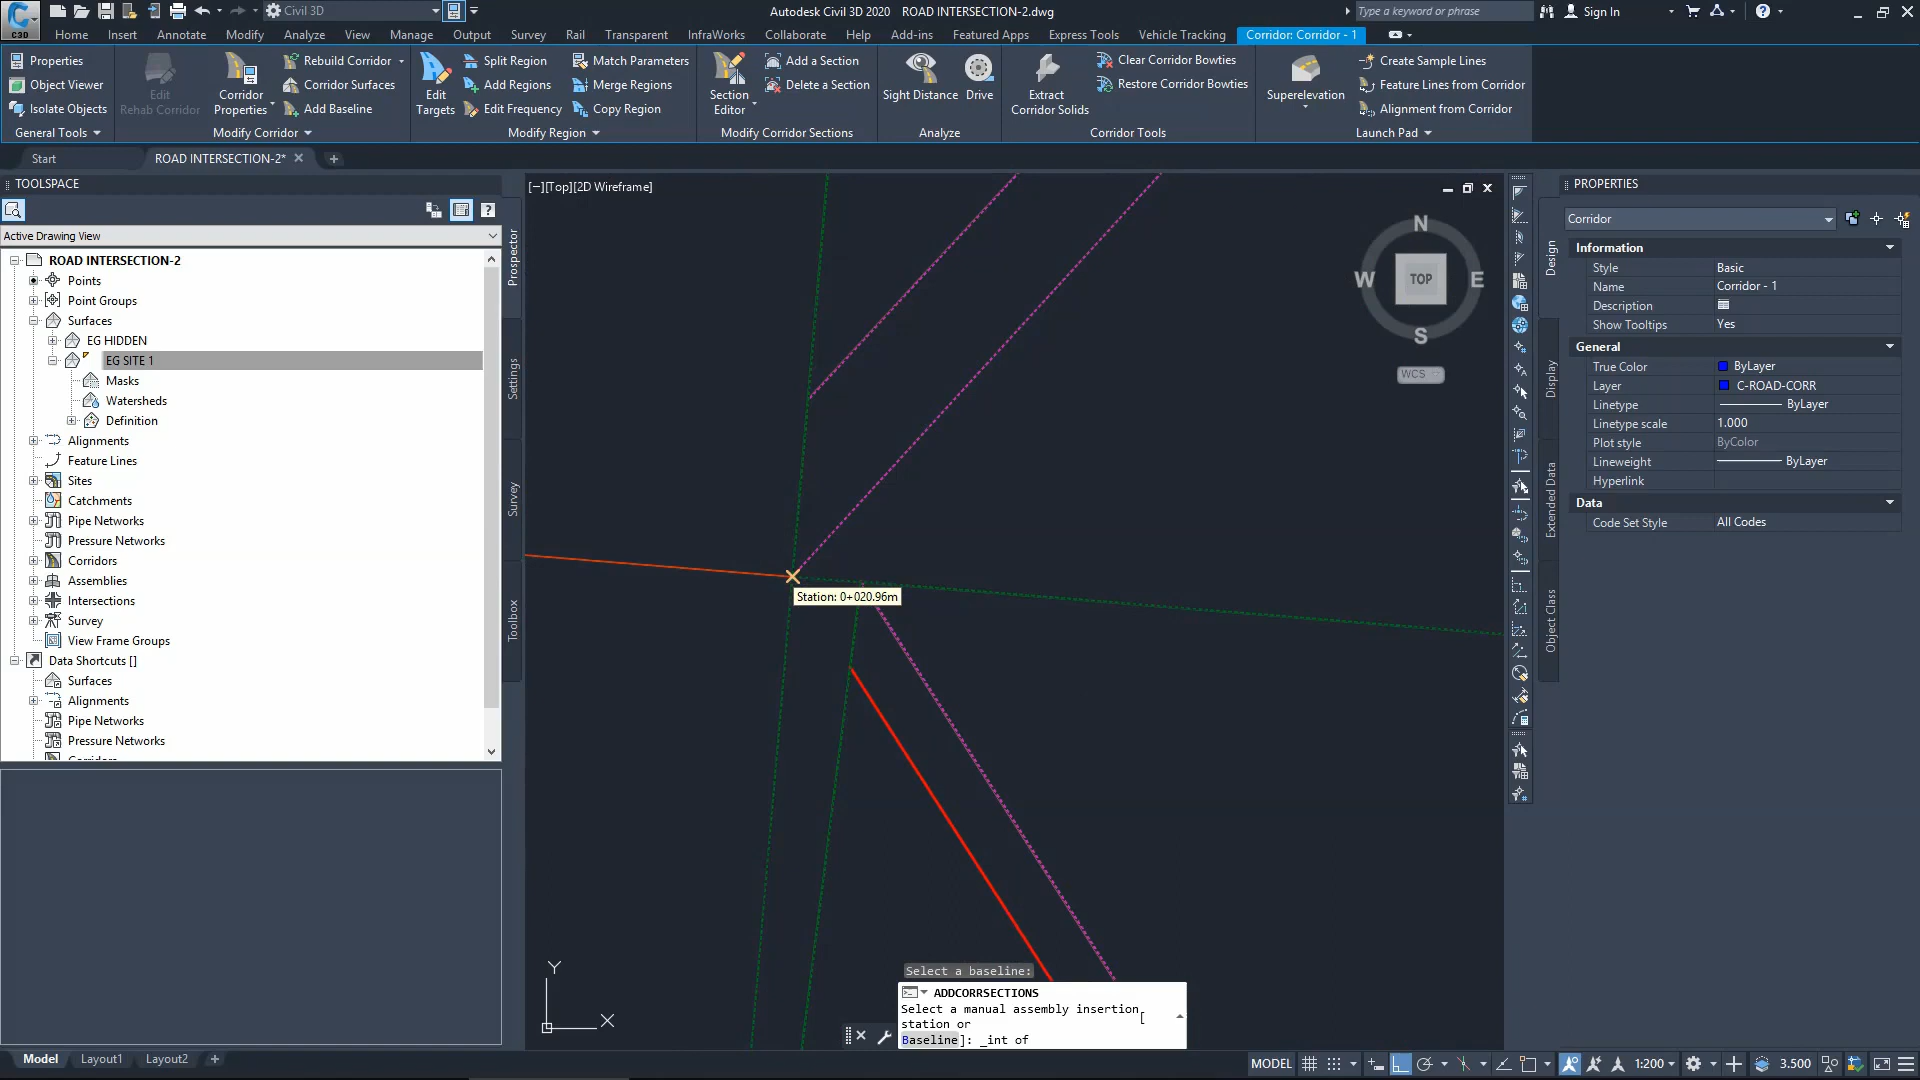 Civil 3D
Autodesk Civil 3D 2020 ROAD INTERSECTION-2.dwg
Type a keyword or phrase
Sign In
C3D
Home Insert Annotate Modify Analyze View Manage Output Survey Rail Transparent InfraWorks Collaborate Help Add-ins Featured Apps Express Tools Vehicle Tracking Corridor: Corridor - 1
Properties
Object Viewer
Isolate Objects
General Tools
Edit
Rehab Corridor
Corridor
Properties
Rebuild Corridor
Corridor Surfaces
Add Baseline
Modify Corridor
Edit
Targets
Split Region
Add Regions
Edit Frequency
Match Parameters
Merge Regions
Copy Region
Modify Region
Section
Editor
Add a Section
Delete a Section
Modify Corridor Sections
Sight Distance
Drive
Analyze
Extract
Corridor Solids
Clear Corridor Bowties
Restore Corridor Bowties
Corridor Tools
Superelevation
Create Sample Lines
Feature Lines from Corridor
Alignment from Corridor
Launch Pad
Start
ROAD INTERSECTION-2*
TOOLSPACE
Active Drawing View
ROAD INTERSECTION-2
Points
Point Groups
Surfaces
EG HIDDEN
EG SITE 1
Masks
Watersheds
Definition
Alignments
Feature Lines
Sites
Catchments
Pipe Networks
Pressure Networks
Corridors
Assemblies
Intersections
Survey
View Frame Groups
Data Shortcuts []
Surfaces
Alignments
Pipe Networks
Pressure Networks
Prospector
Settings
Survey
Toolbox
[−][Top][2D Wireframe]
N
W
TOP
E
S
WCS
Station: 0+020.96m
Y
X
Select a baseline:
ADDCORRSECTIONS
Select a manual assembly insertion
station or
[
Baseline]: _int of
PROPERTIES
Corridor
Design
Display
Extended Data
Object Class
Information
Style Basic
Name Corridor - 1
Description
Show Tooltips Yes
General
True Color ByLayer
Layer C-ROAD-CORR
Linetype ByLayer
Linetype scale 1.000
Plot style ByColor
Lineweight ByLayer
Hyperlink
Data
Code Set Style All Codes
Model Layout1 Layout2
MODEL
1:200
3.500